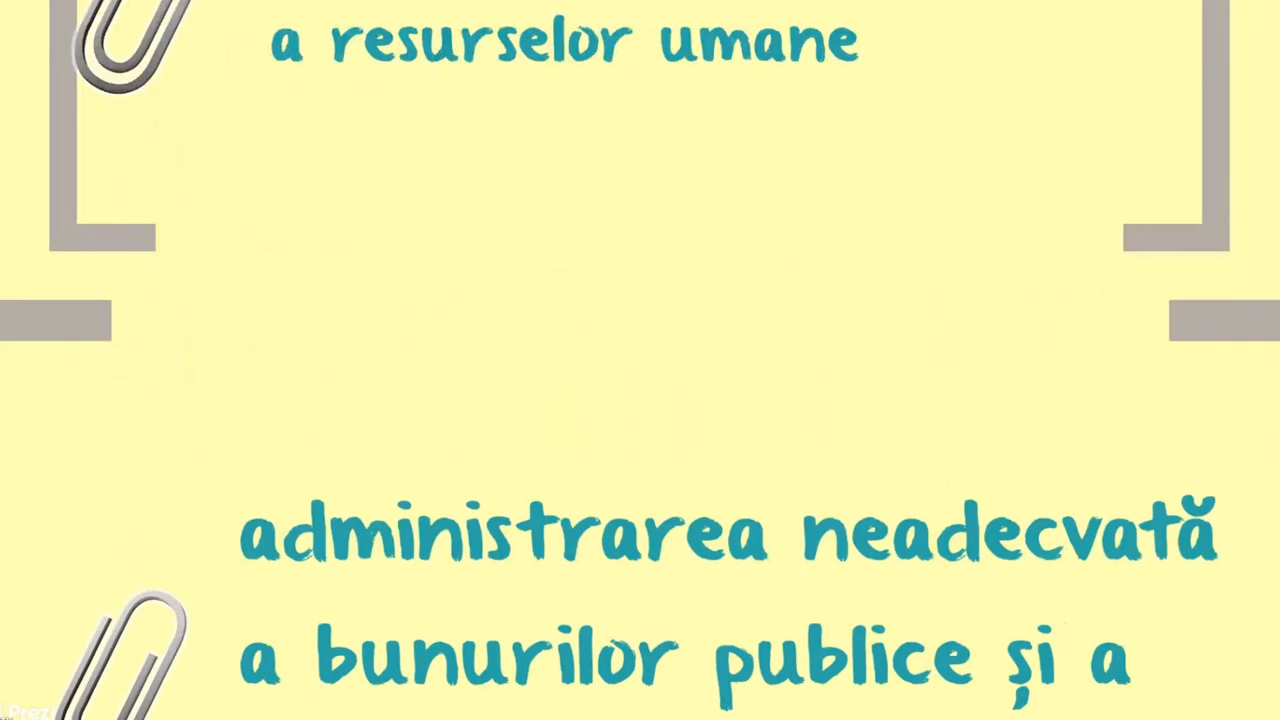 a resurselor umane
administrarea neadecvată
a bunurilor publice și a